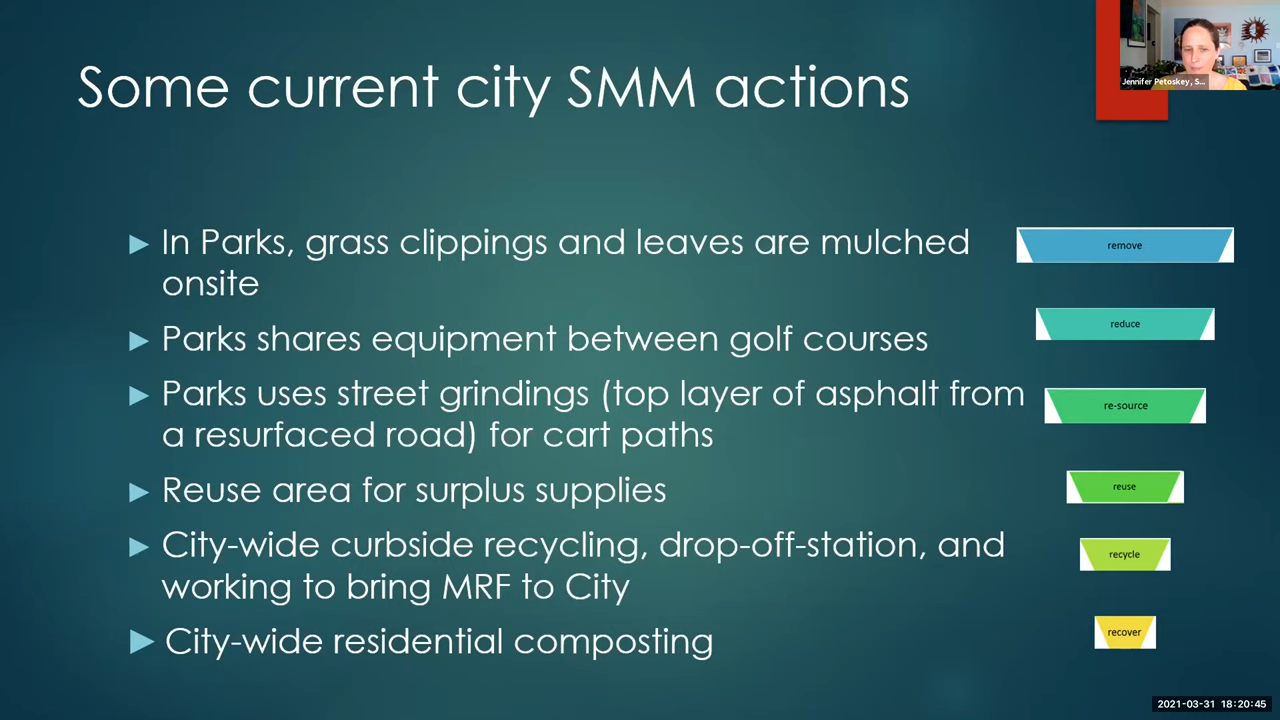 Some current city SMM actions
Jennifer Petoskey, S...
► In Parks, grass clippings and leaves are mulched
onsite
remove
► Parks shares equipment between golf courses
reduce
► Parks uses street grindings (top layer of asphalt from
a resurfaced road) for cart paths
re-source
► Reuse area for surplus supplies
reuse
► City-wide curbside recycling, drop-off-station, and
working to bring MRF to City
recycle
► City-wide residential composting
recover
2021-03-31 18:20:45